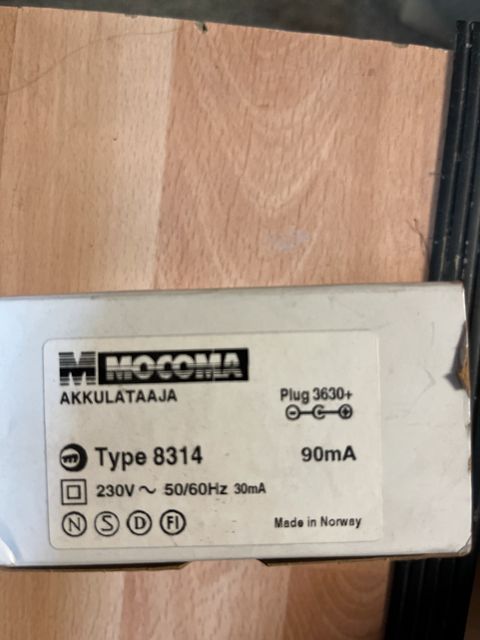 M MOCOMA
AKKULATAAJA
Plug 3630+
Type 8314
90mA
230V ~ 50/60Hz 30mA
N S D FI
Made in Norway